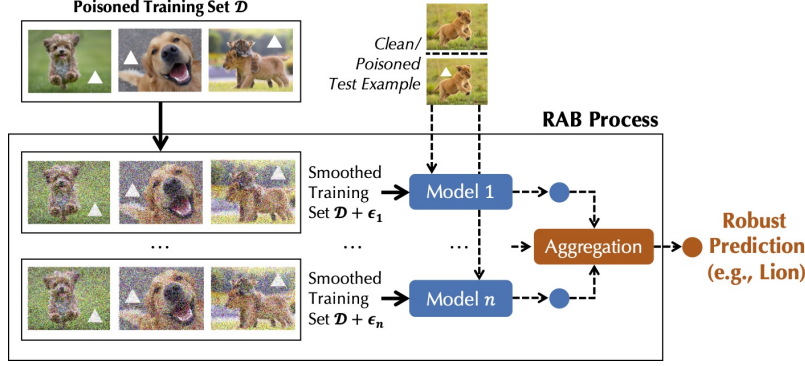 Poisoned Training Set 𝒟
Clean/
Poisoned
Test Example
RAB Process
Smoothed
Training
Set 𝒟 + ϵ₁
Model 1
...
...
...
Aggregation
Robust
Prediction
(e.g., Lion)
Smoothed
Training
Set 𝒟 + ϵₙ
Model n